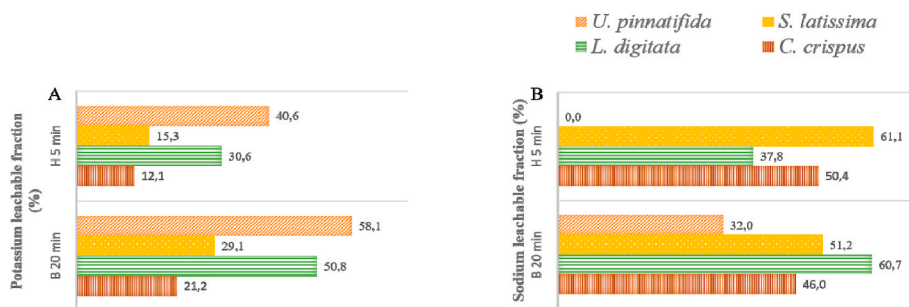 U. pinnatifida
S. latissima
L. digitata
C. crispus
A
Potassium leachable fraction
(%)
H 5 min
40,6
15,3
30,6
12,1
B 20 min
58,1
29,1
50,8
21,2
B
Sodium leachable fraction (%)
H 5 min
0,0
61,1
37,8
50,4
B 20 min
32,0
51,2
60,7
46,0